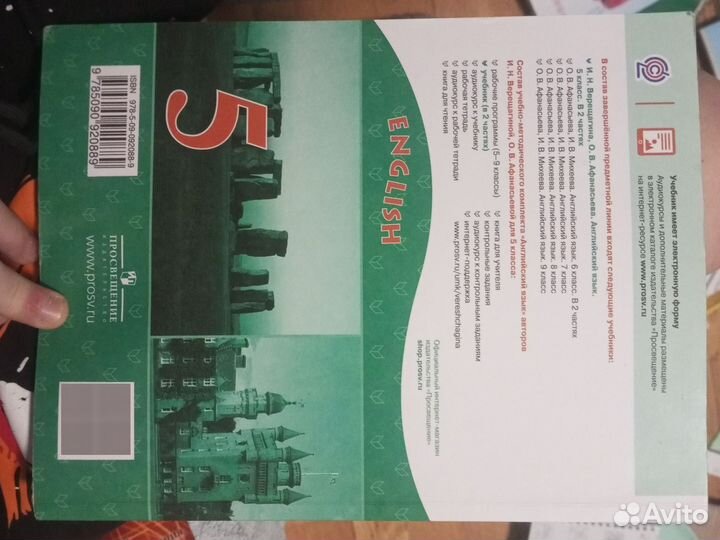 Учебник имеет электронную форму
Аудиокурсы и дополнительные материалы размещены
в электронном каталоге издательства «Просвещение»
на интернет-ресурсе www.prosv.ru
В состав завершённой предметной линии входят следующие учебники:
И. Н. Верещагина, О. В. Афанасьева. Английский язык.
5 класс. В 2 частях
О. В. Афанасьева, И. В. Михеева. Английский язык. 6 класс. В 2 частях
О. В. Афанасьева, И. В. Михеева. Английский язык. 7 класс
О. В. Афанасьева, И. В. Михеева. Английский язык. 8 класс
О. В. Афанасьева, И. В. Михеева. Английский язык. 9 класс
Состав учебно-методического комплекта «Английский язык» авторов
И. Н. Верещагиной, О. В. Афанасьевой для 5 класса:
рабочие программы (5–9 классы)
учебник (в 2 частях)
аудиокурс к учебнику
рабочая тетрадь
аудиокурс к рабочей тетради
книга для чтения
книга для учителя
контрольные задания
аудиокурс к контрольным заданиям
интернет-поддержка
www.prosv.ru/umk/vereshchagina
Официальный интернет-магазин
издательства «Просвещение»
shop.prosv.ru
ENGLISH
5
ISBN 978-5-09-092088-9
9 785090 920889
ПРОСВЕЩЕНИЕ
ИЗДАТЕЛЬСТВО
www.prosv.ru
Avito